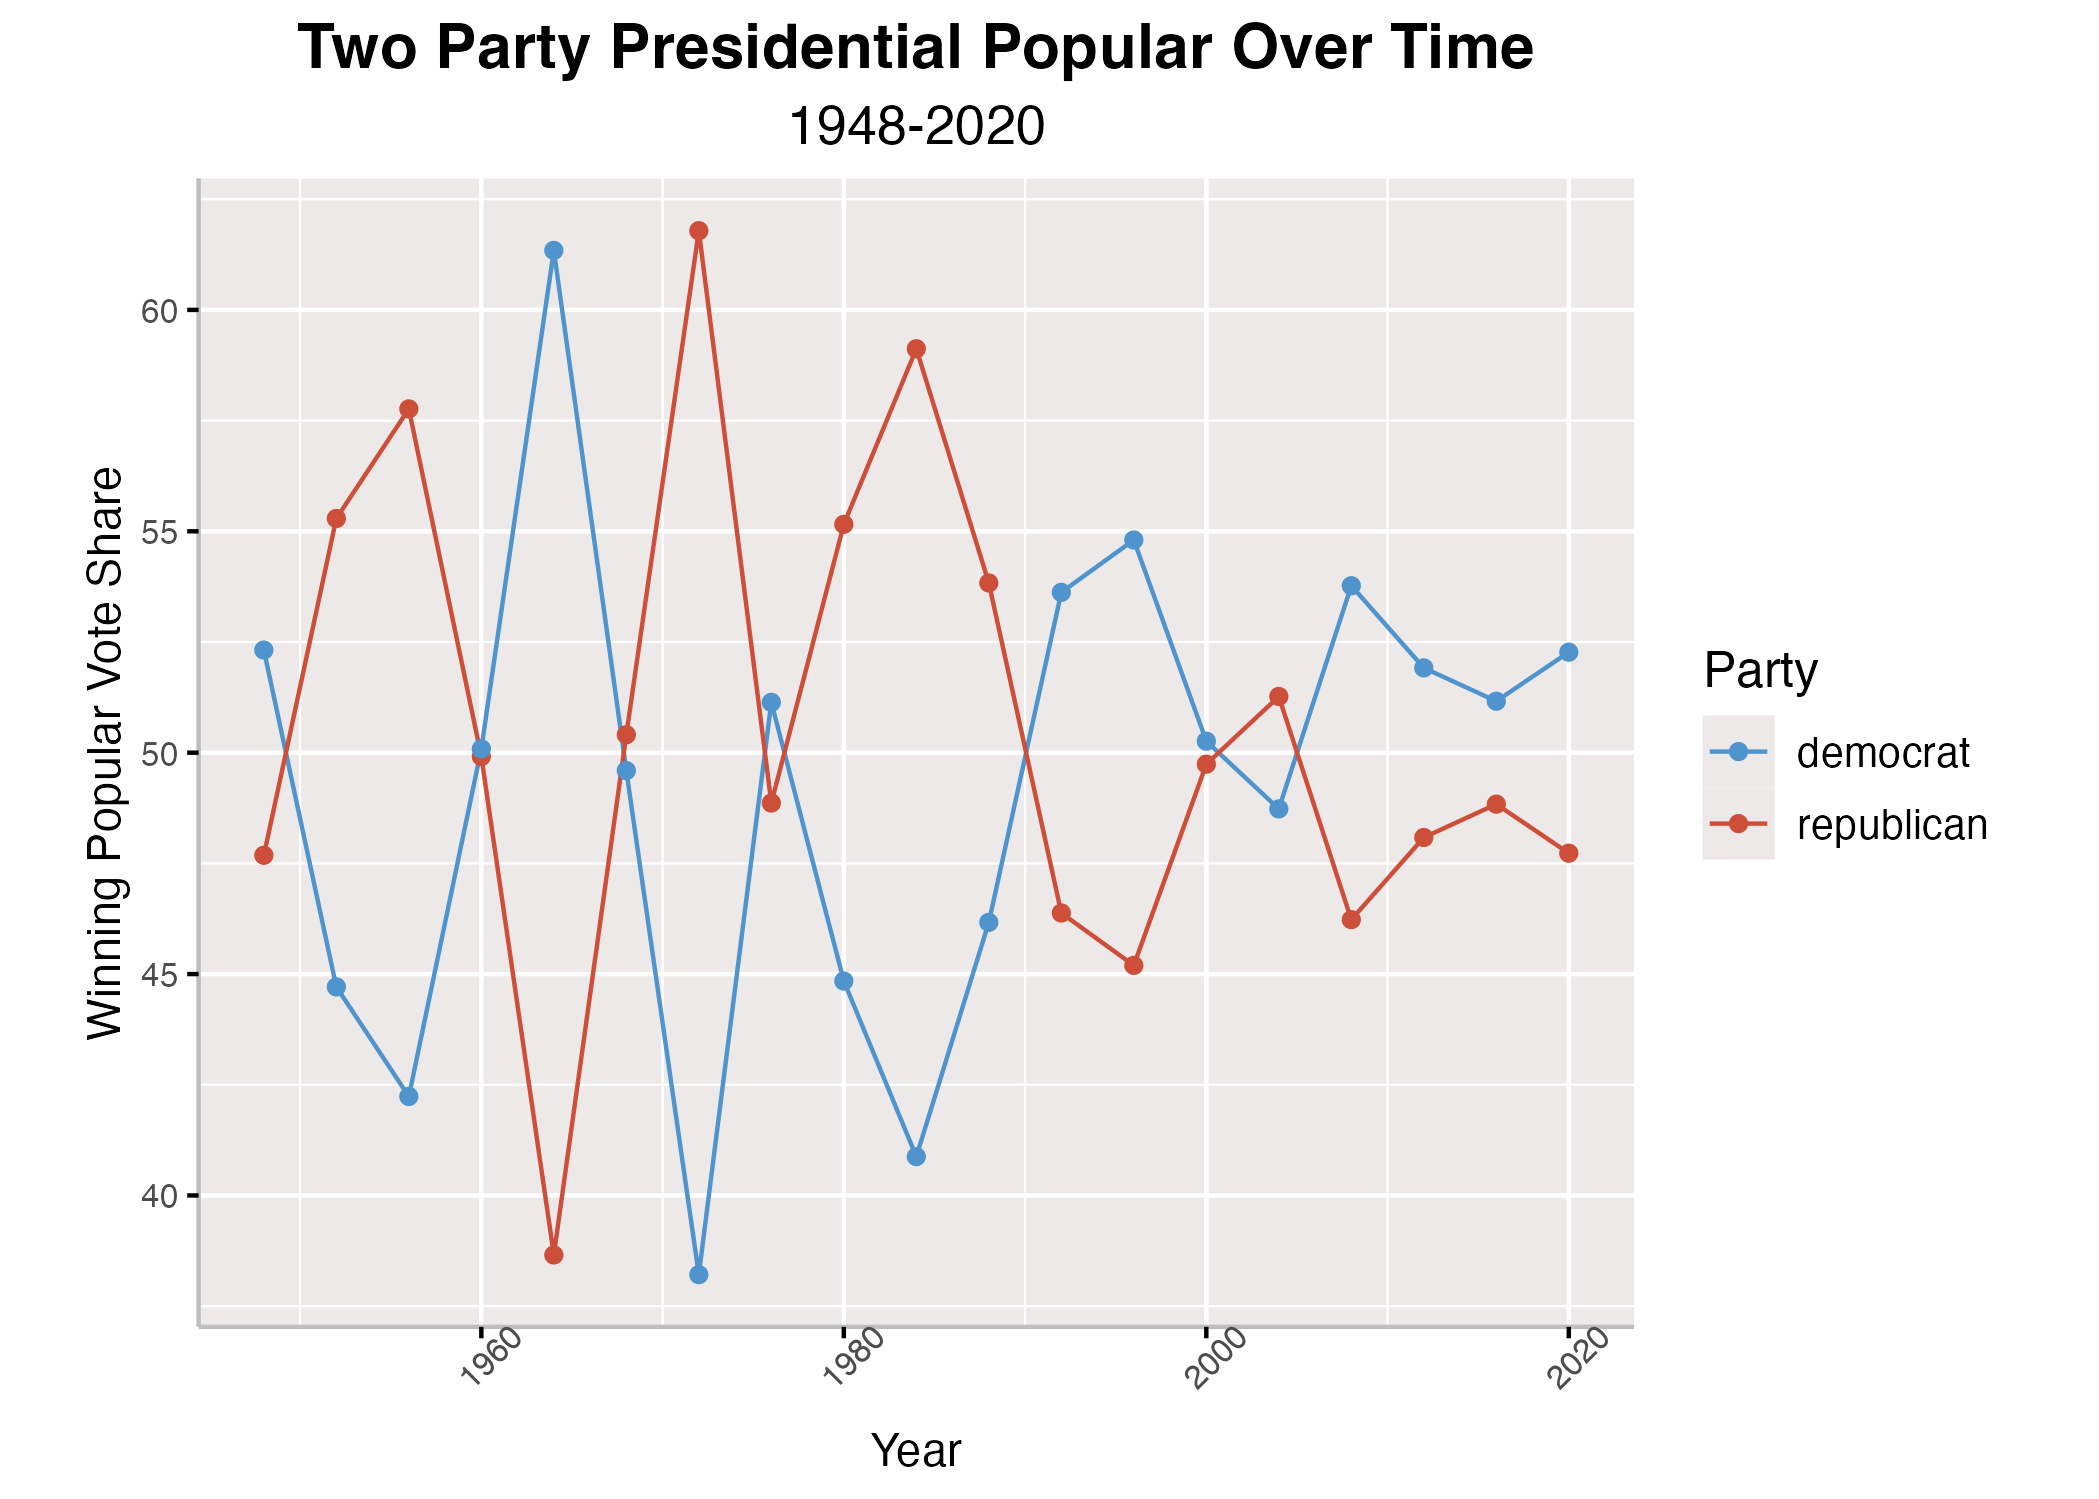 Two Party Presidential Popular Over Time
1948-2020
Winning Popular Vote Share
60
55
50
45
40
1960
1980
2000
2020
Year
Party
democrat
republican